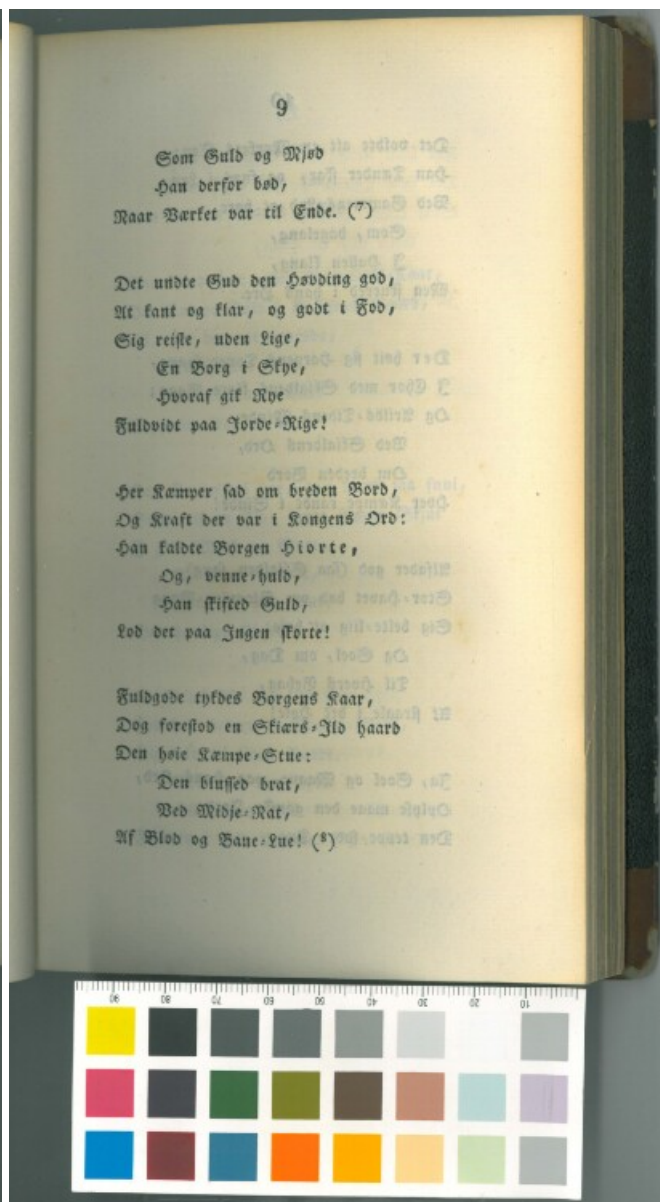 9
Som Guld og Mjød
Han derfor bød,
Naar Værket var til Ende. (7)
Det undte Gud den Høvding god,
At kant og klar, og godt i Fod,
Sig reiste, uden Lige,
En Borg i Skye,
Hvoraf gik Rye
Fuldvidt paa Jorde-Rige!
Her Kæmper sad om breden Bord,
Og Kraft der var i Kongens Ord:
Han kaldte Borgen Hiorte,
Og, venne-huld,
Han skifted Guld,
Lod det paa Ingen skorte!
Fuldgode tyktes Borgens Kaar,
Dog forestod en Skiærs-Ild haard
Den høie Kæmpe-Stue:
Den blussed brat,
Ved Midje-Nat,
Af Blod og Bane-Lue! (8)
90 80 70 60 50 40 30 20 10